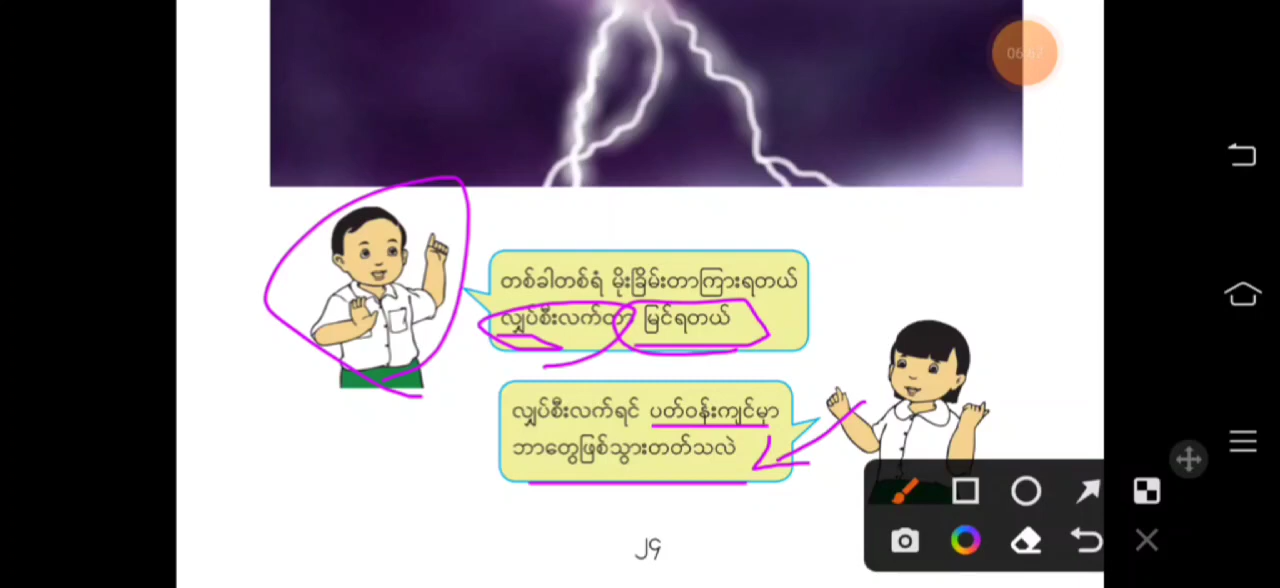 တစ်ခါတစ်ရံ မိုးခြိမ်းတာကြားရတယ်
လျှပ်စီးလက်တာ မြင်ရတယ်
လျှပ်စီးလက်ရင် ပတ်ဝန်းကျင်မှာ
ဘာတွေဖြစ်သွားတတ်သလဲ
၂၄